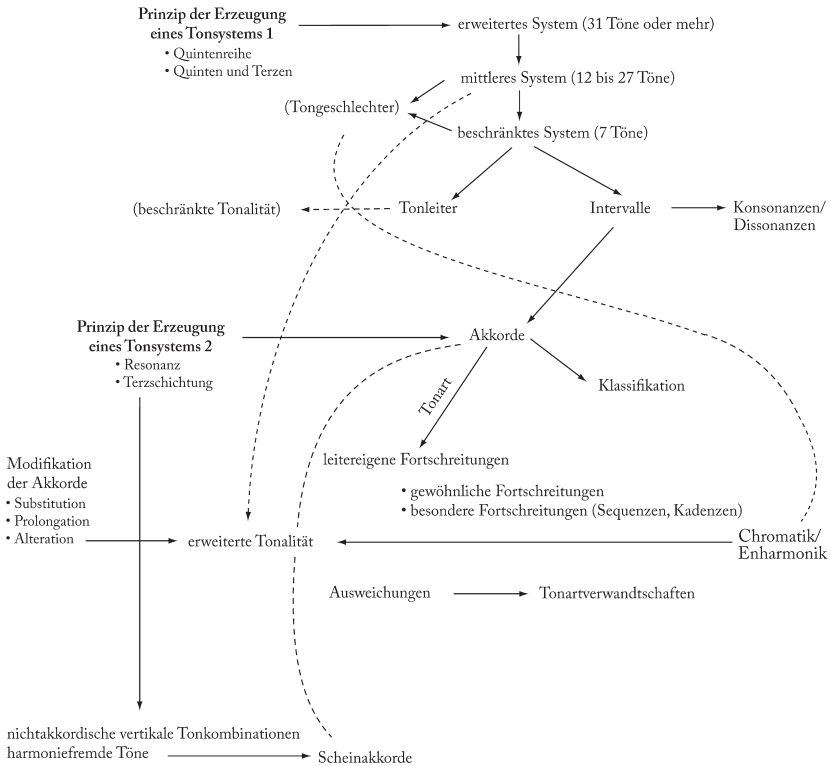 Prinzip der Erzeugung
eines Tonsystems 1
• Quintenreihe
• Quinten und Terzen
erweitertes System (31 Töne oder mehr)
mittleres System (12 bis 27 Töne)
(Tongeschlechter)
beschränktes System (7 Töne)
(beschränkte Tonalität)
Tonleiter
Intervalle
Konsonanzen/
Dissonanzen
Prinzip der Erzeugung
eines Tonsystems 2
• Resonanz
• Terzschichtung
Akkorde
Klassifikation
Tonart
leitereigene Fortschreitungen
• gewöhnliche Fortschreitungen
• besondere Fortschreitungen (Sequenzen, Kadenzen)
Modifikation
der Akkorde
• Substitution
• Prolongation
• Alteration
erweiterte Tonalität
Chromatik/
Enharmonik
Ausweichungen
Tonartverwandtschaften
nichtakkordische vertikale Tonkombinationen
harmoniefremde Töne
Scheinakkorde